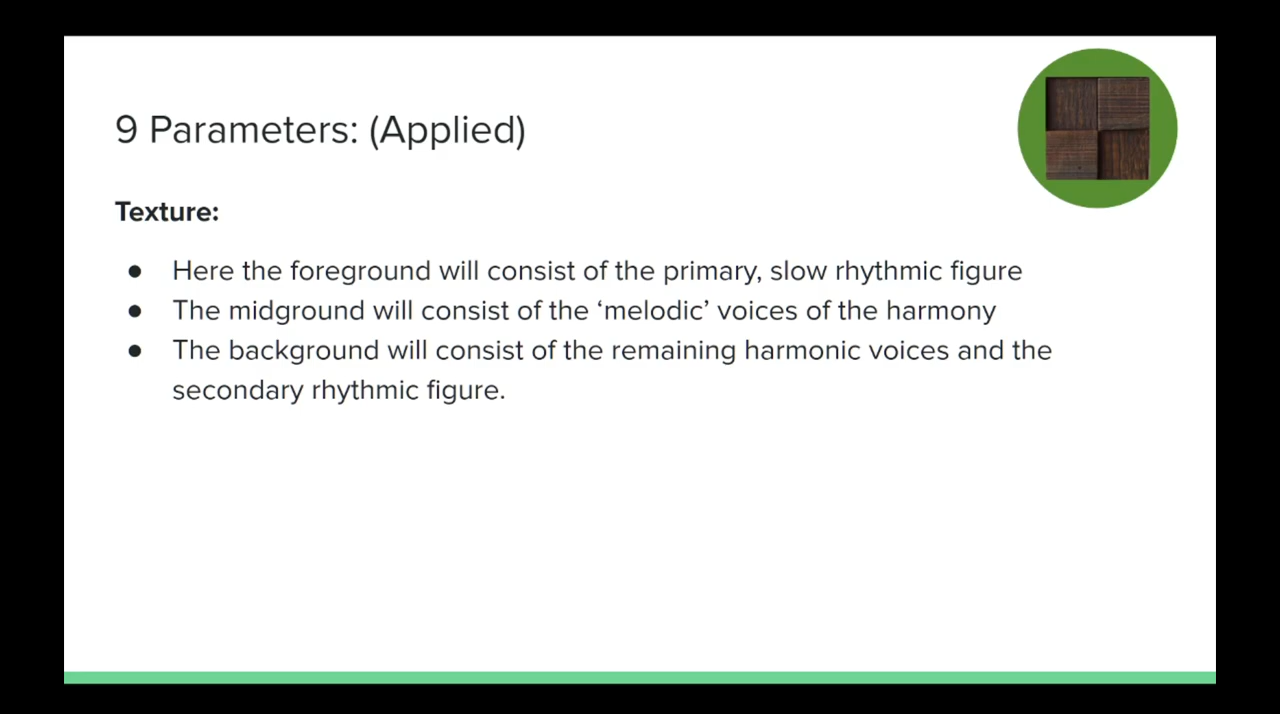 9 Parameters: (Applied)
Texture:
● Here the foreground will consist of the primary, slow rhythmic figure
● The midground will consist of the ‘melodic’ voices of the harmony
● The background will consist of the remaining harmonic voices and the
secondary rhythmic figure.